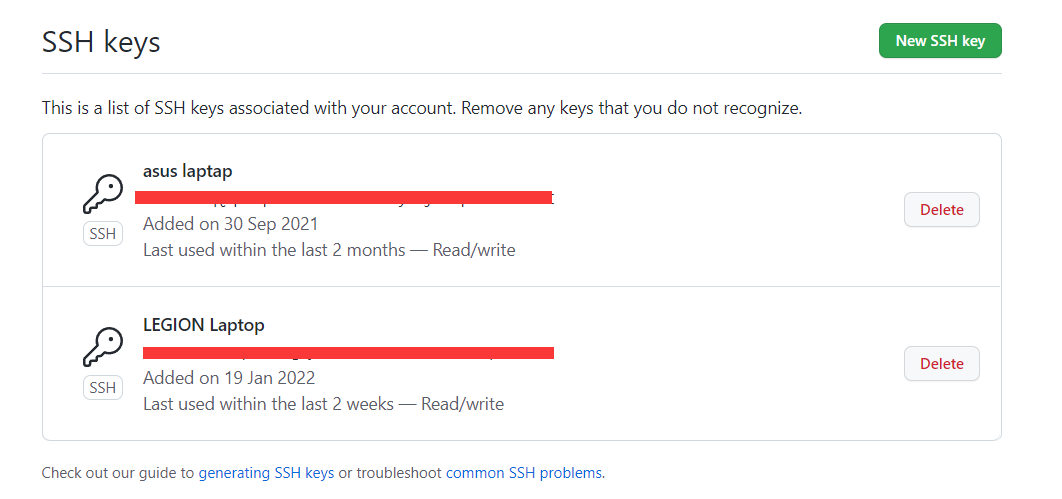 SSH keys
New SSH key
This is a list of SSH keys associated with your account. Remove any keys that you do not recognize.
asus laptap
Added on 30 Sep 2021
Last used within the last 2 months — Read/write
SSH
Delete
LEGION Laptop
Added on 19 Jan 2022
Last used within the last 2 weeks — Read/write
SSH
Delete
Check out our guide to generating SSH keys or troubleshoot common SSH problems.